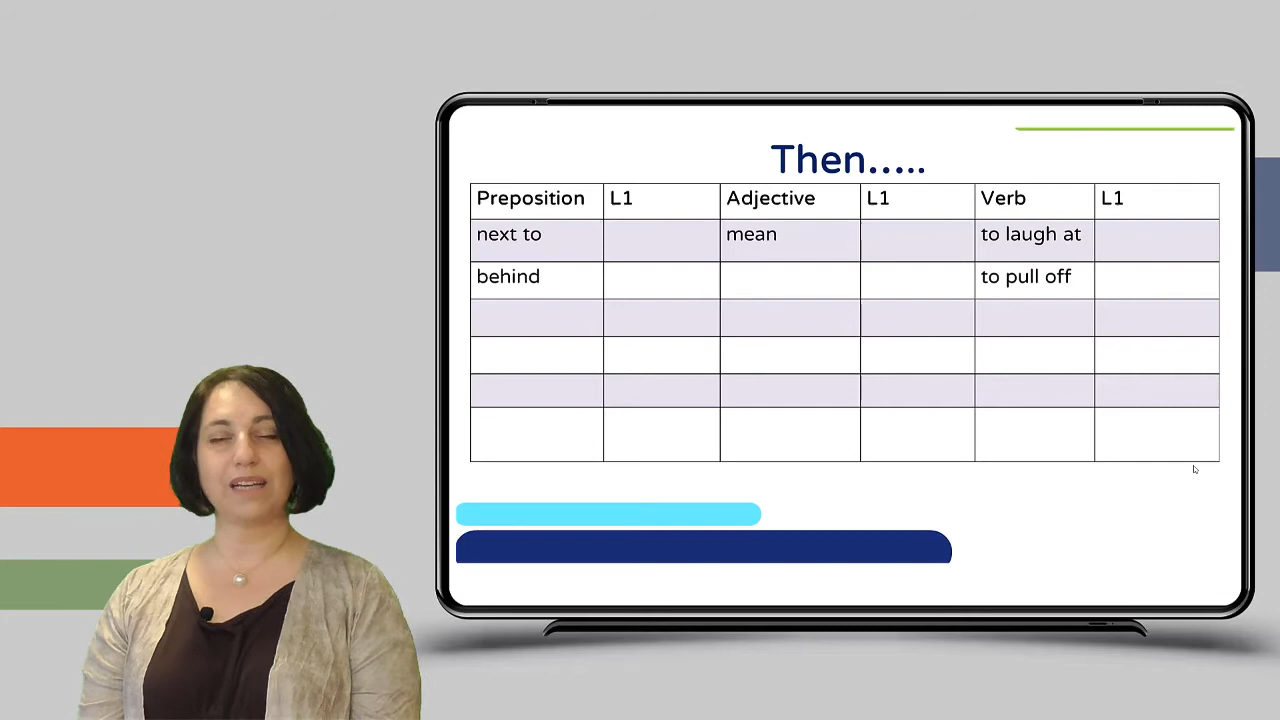 Then.....
Preposition L1 Adjective L1 Verb L1
next to mean to laugh at
behind to pull off